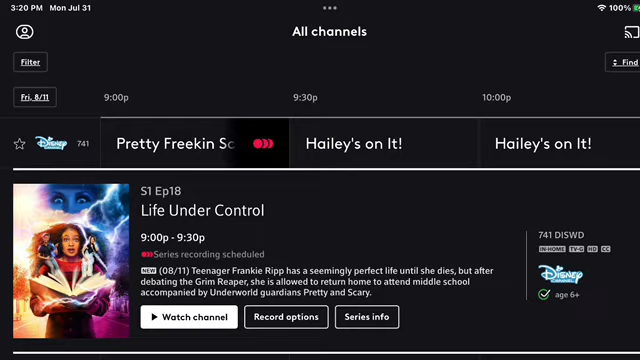 3:20 PM Mon Jul 31
100%
All channels
Filter
Find
Fri, 8/11
9:00p
9:30p
10:00p
Disney CHANNEL
741
Pretty Freekin Sc
Hailey's on It!
Hailey's on It!
S1 Ep18
Life Under Control
9:00p - 9:30p
Series recording scheduled
NEW (08/11) Teenager Frankie Ripp has a seemingly perfect life until she dies, but after
debating the Grim Reaper, she is allowed to return home to attend middle school
accompanied by Underworld guardians Pretty and Scary.
Watch channel
Record options
Series info
741 DISWD
IN-HOME TV-G HD CC
Disney CHANNEL
age 6+